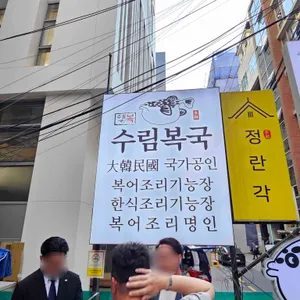 수림복국
大韓民國 국가공인
복어조리기능장
한식조리기능장
복어조리명인
정란각